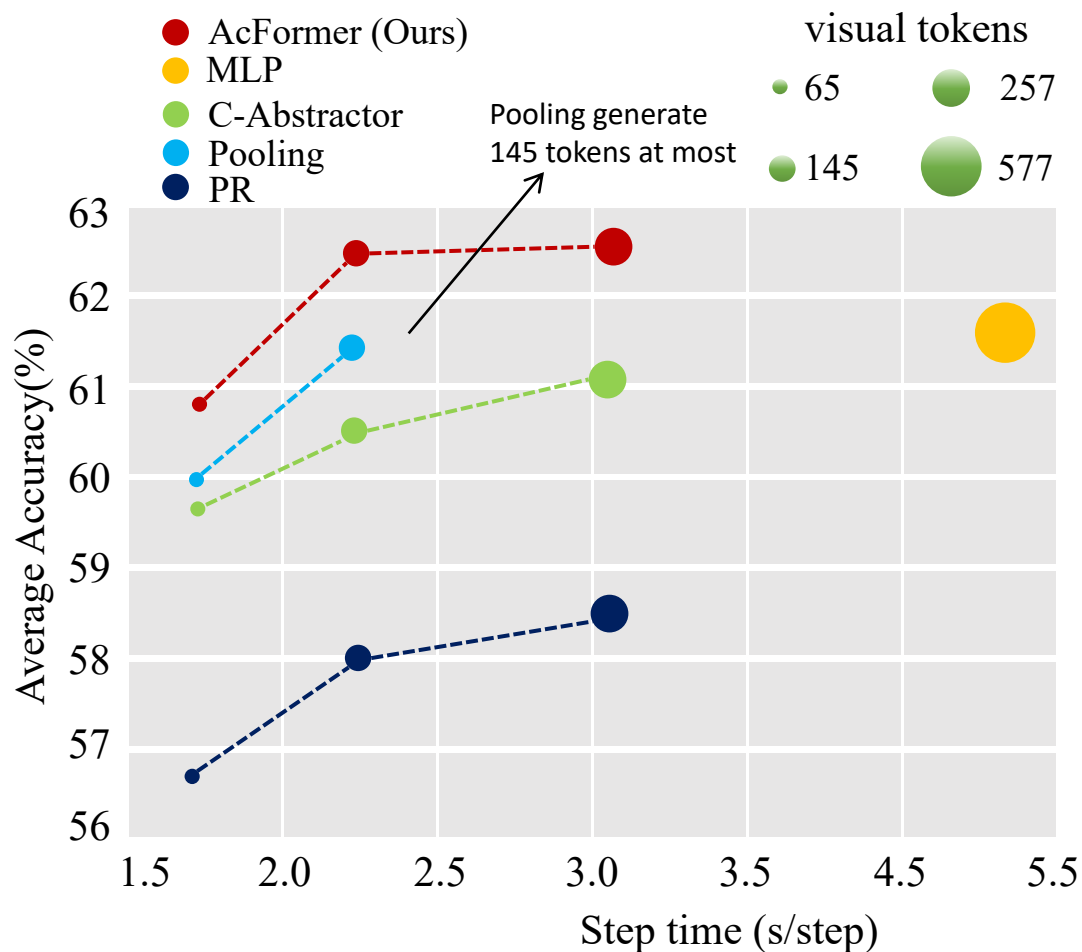 AcFormer (Ours)
MLP
C-Abstractor
Pooling
PR
visual tokens
65
257
145
577
Pooling generate
145 tokens at most
Average Accuracy(%)
63
62
61
60
59
58
57
56
1.5
2.0
2.5
3.0
3.5
4.5
5.5
Step time (s/step)